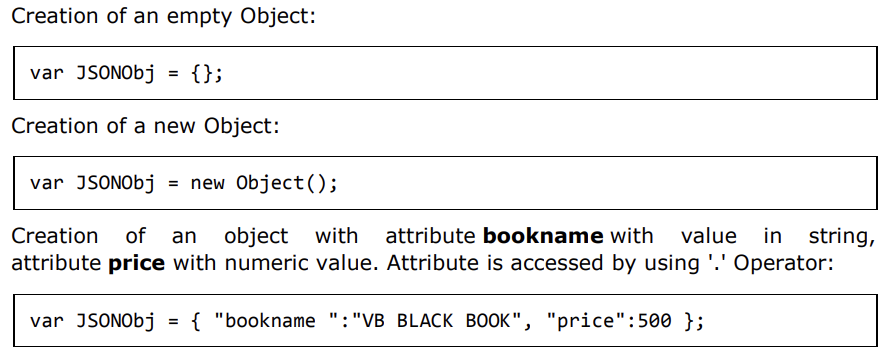 Creation of an empty Object:
var JSONObj = {};
Creation of a new Object:
var JSONObj = new Object();
Creation of an object with attribute bookname with value in string,
attribute price with numeric value. Attribute is accessed by using '.' Operator:
var JSONObj = { "bookname ":"VB BLACK BOOK", "price":500 };